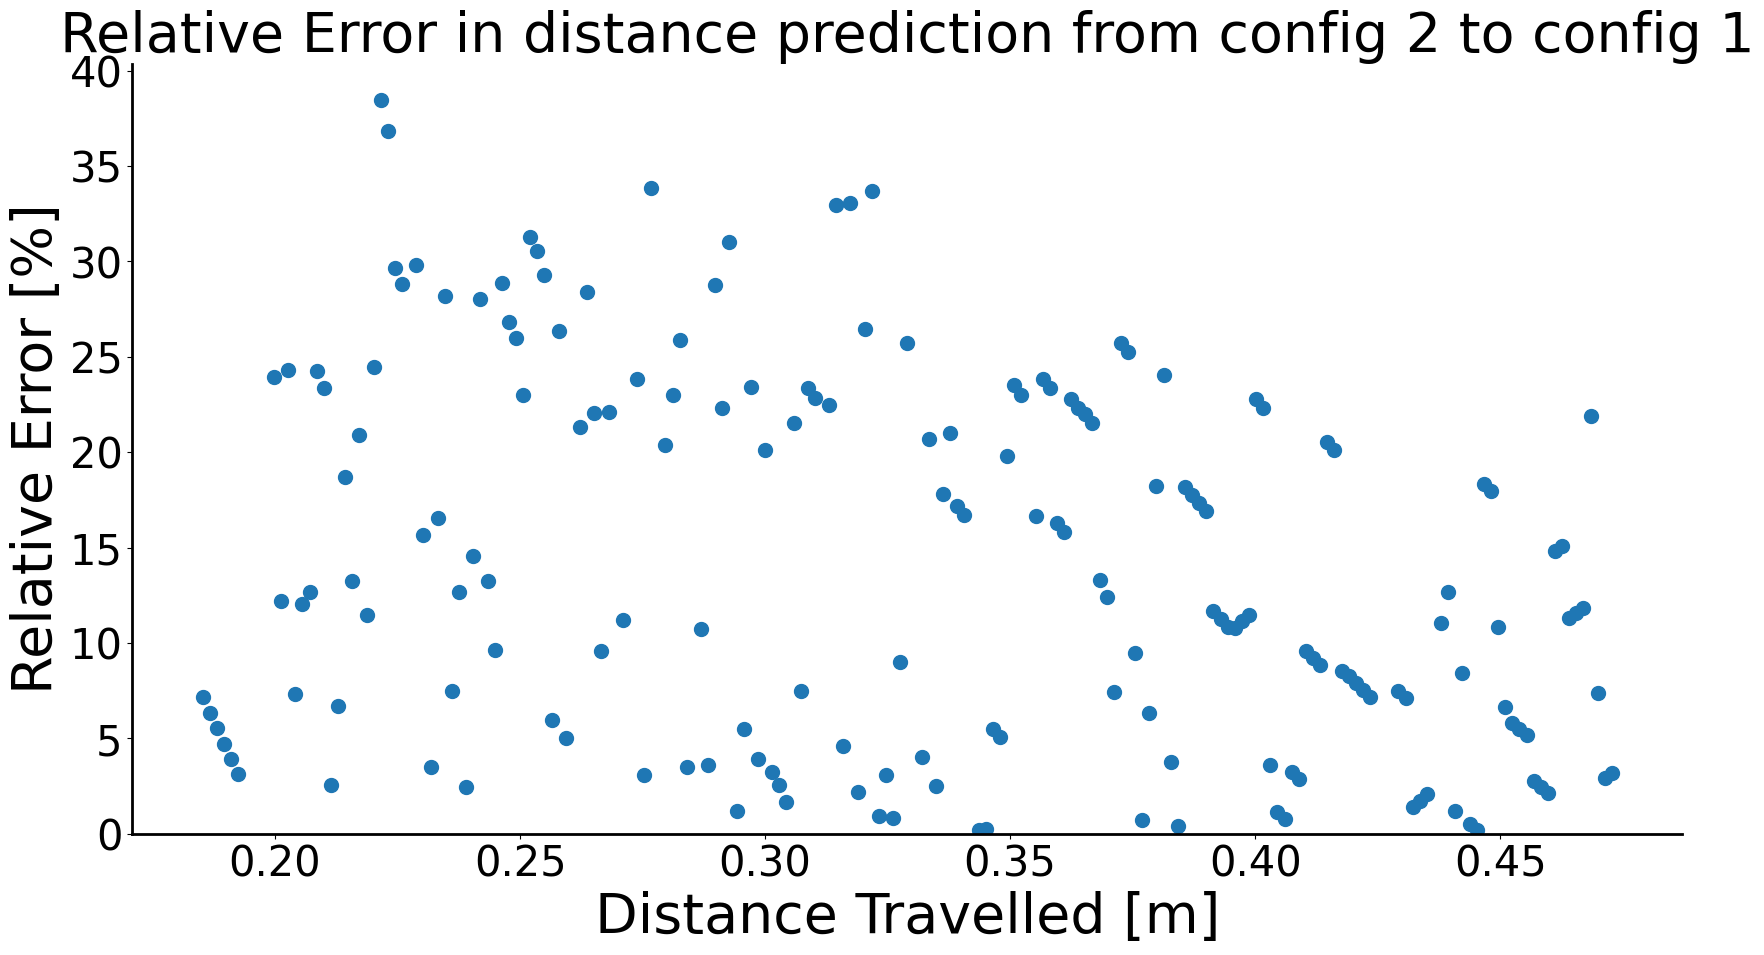 Relative Error in distance prediction from config 2 to config 1
40
35
30
25
20
15
10
5
0
Relative Error [%]
0.20 0.25 0.30 0.35 0.40 0.45
Distance Travelled [m]